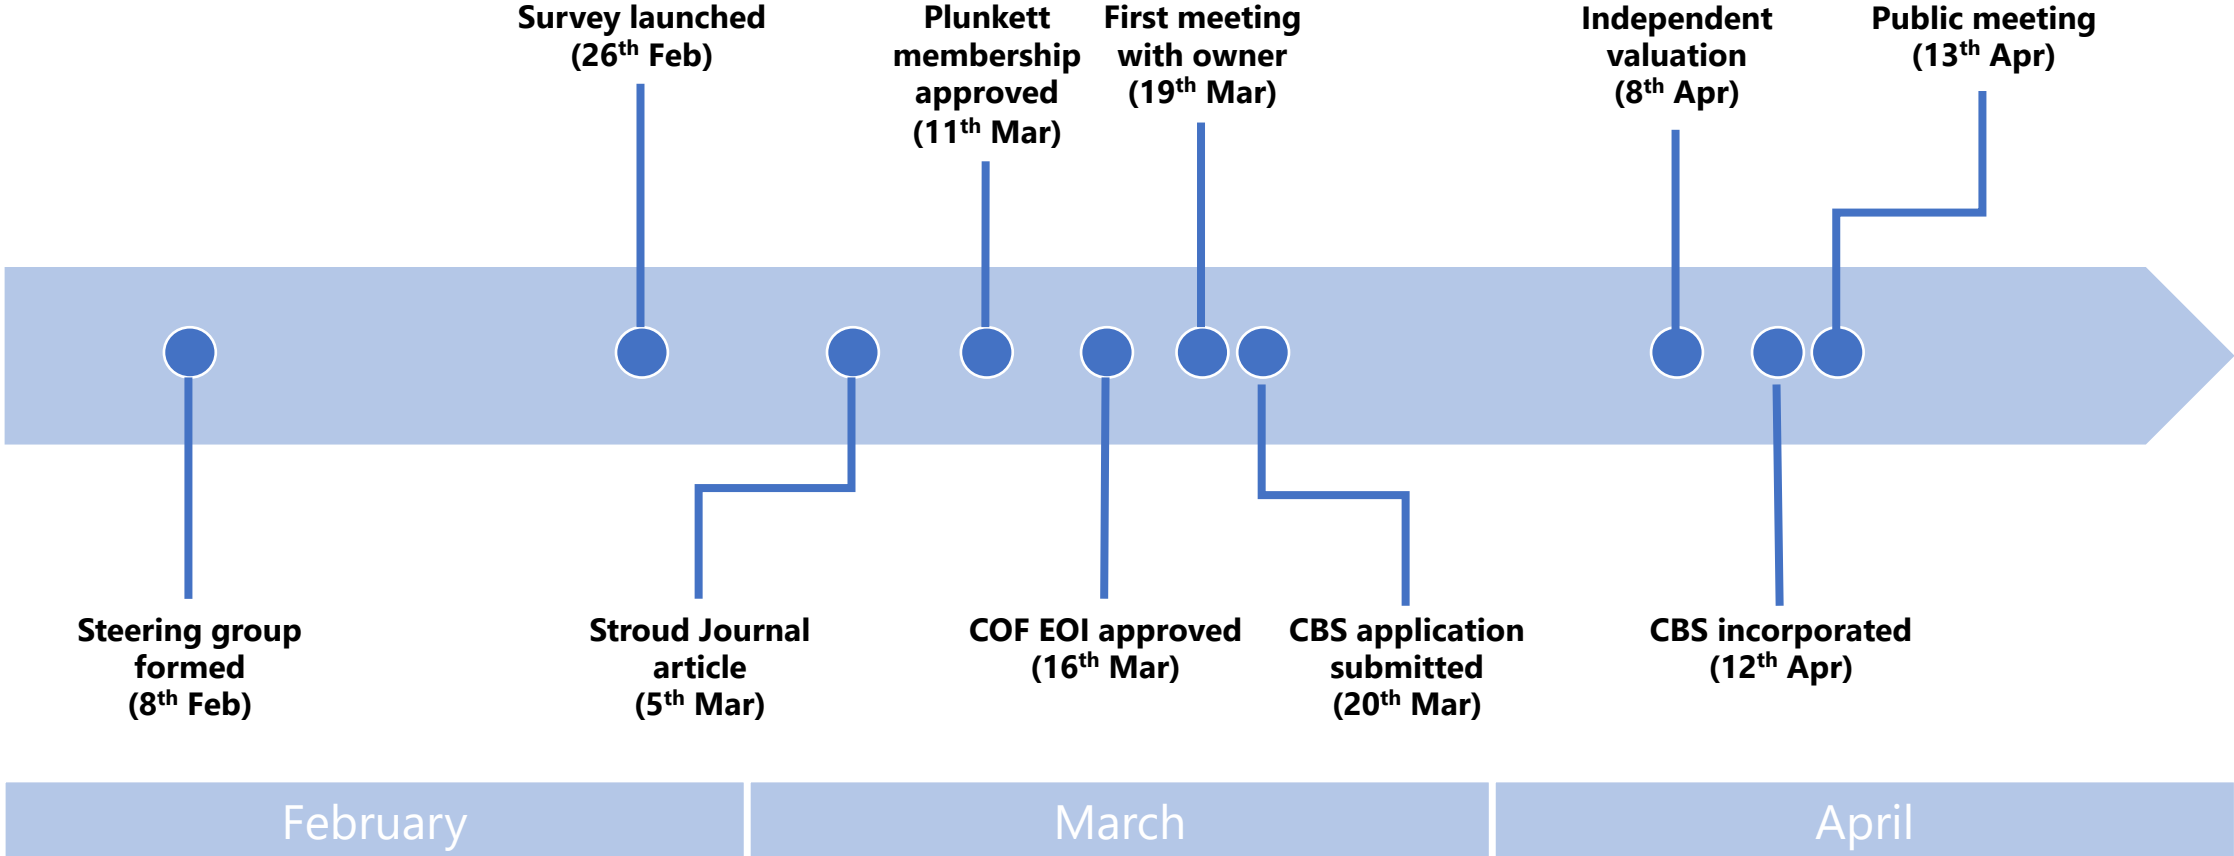 Survey launched
(26th Feb)
Plunkett
membership
approved
(11th Mar)
First meeting
with owner
(19th Mar)
Independent
valuation
(8th Apr)
Public meeting
(13th Apr)
Steering group
formed
(8th Feb)
Stroud Journal
article
(5th Mar)
COF EOI approved
(16th Mar)
CBS application
submitted
(20th Mar)
CBS incorporated
(12th Apr)
February
March
April